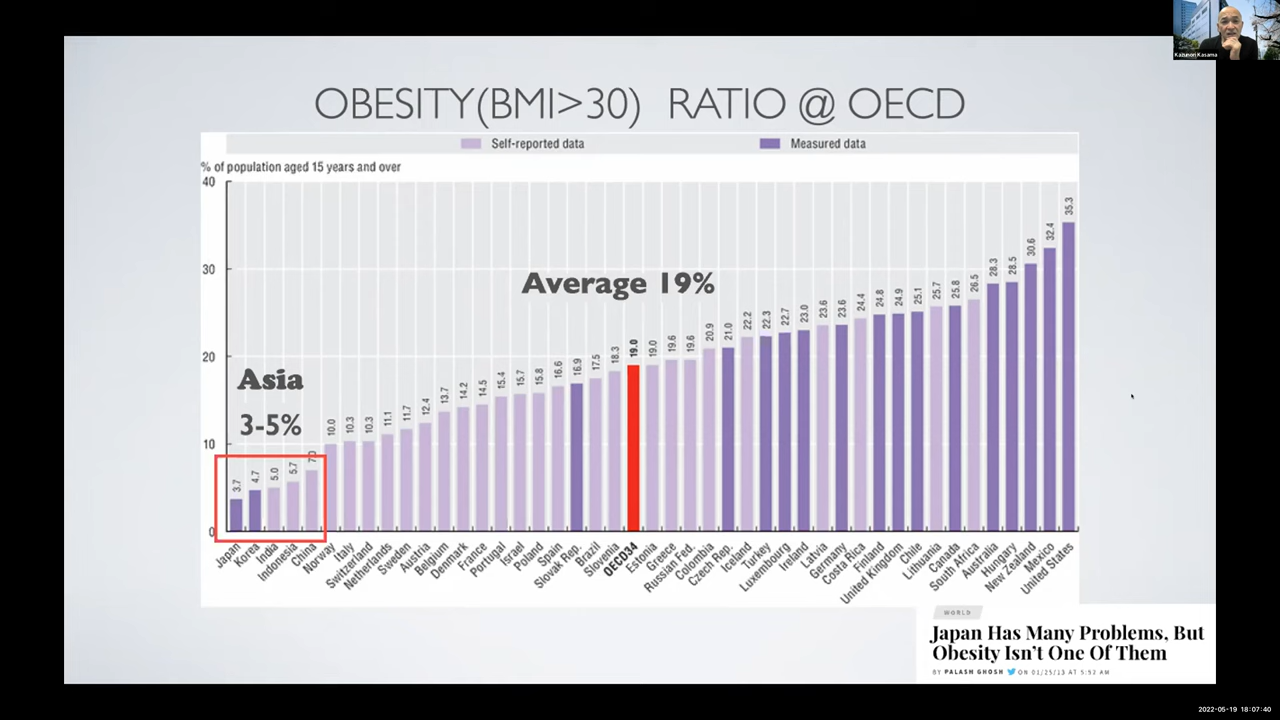 Kazunori Kasama
OBESITY(BMI>30) RATIO @ OECD
Self-reported data
Measured data
% of population aged 15 years and over
40
30
20
10
0
Average 19%
Asia
3-5%
3.7
4.7
5.0
5.7
7.0
10.0
10.3
10.3
11.1
11.7
12.4
13.7
14.2
14.5
15.4
15.7
15.8
16.6
16.9
17.5
18.3
19.0
19.0
19.6
19.6
20.9
21.0
22.2
22.3
22.7
23.0
23.6
23.6
24.4
24.8
24.9
25.1
25.7
25.8
26.5
28.3
28.5
30.6
32.4
35.3
Japan
Korea
India
Indonesia
China
Norway
Italy
Switzerland
Netherlands
Sweden
Austria
Belgium
Denmark
France
Portugal
Israel
Poland
Spain
Slovak Rep.
Brazil
Slovenia
OECD34
Estonia
Greece
Russian Fed.
Colombia
Czech Rep.
Iceland
Turkey
Luxembourg
Ireland
Latvia
Germany
Costa Rica
Finland
United Kingdom
Chile
Lithuania
Canada
South Africa
Australia
Hungary
New Zealand
Mexico
United States
WORLD
Japan Has Many Problems, But
Obesity Isn't One Of Them
BY PALASH GHOSH ON 01/25/13 AT 5:52 AM
2022-05-19 18:07:40